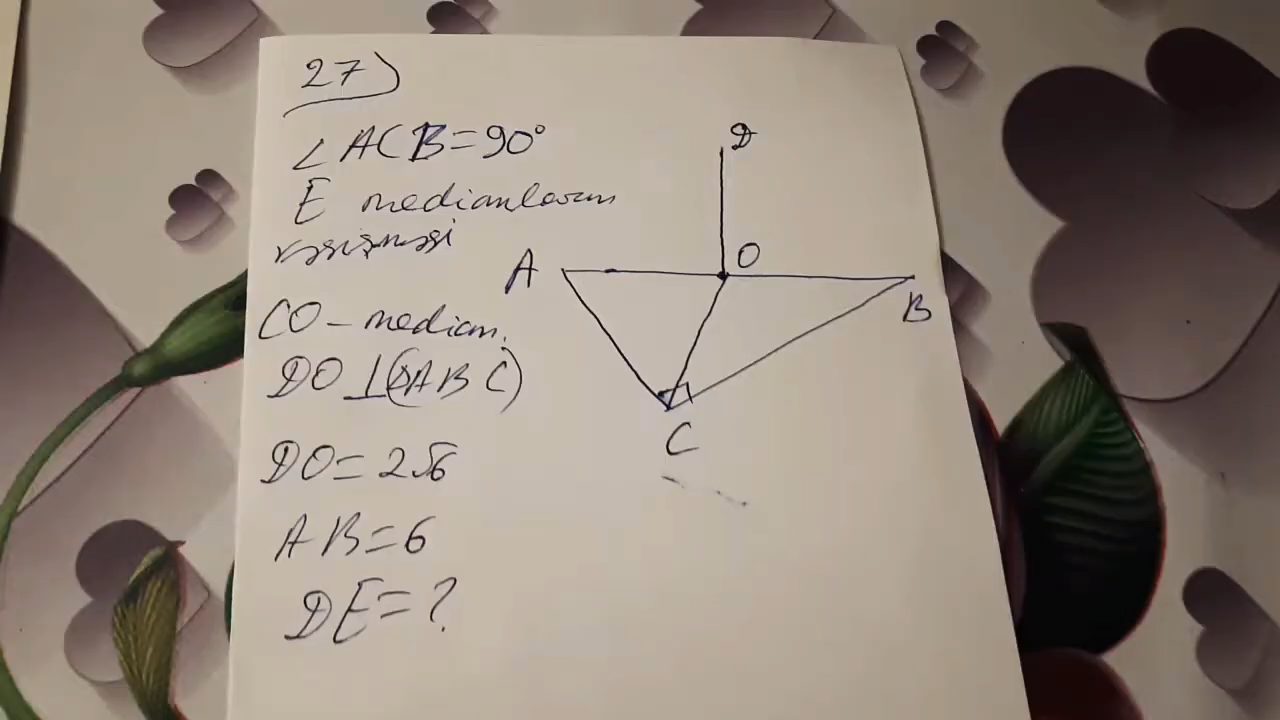 27)
∠ACB=90°
E medianların
kəsişməsi
CO-median.
DO⊥(△ABC)
DO=2√6
AB=6
DE=?
D
O
A
B
C